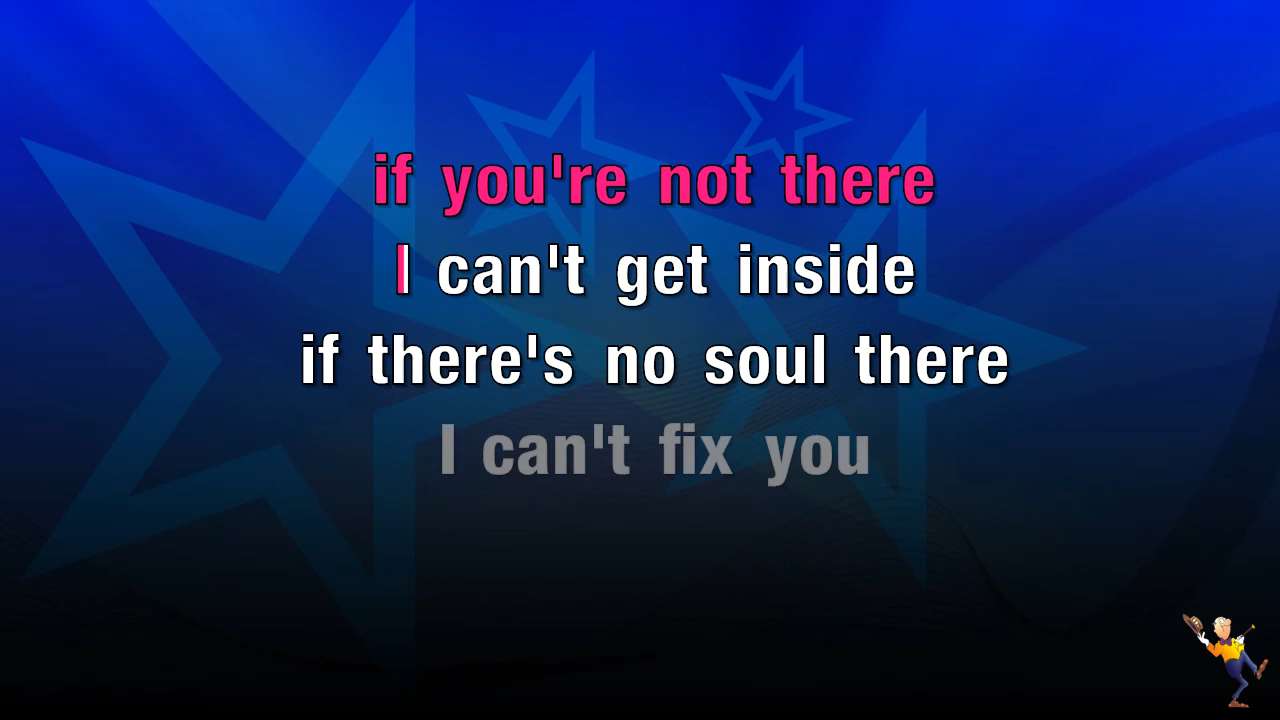 if you're not there
I can't get inside
if there's no soul there
I can't fix you